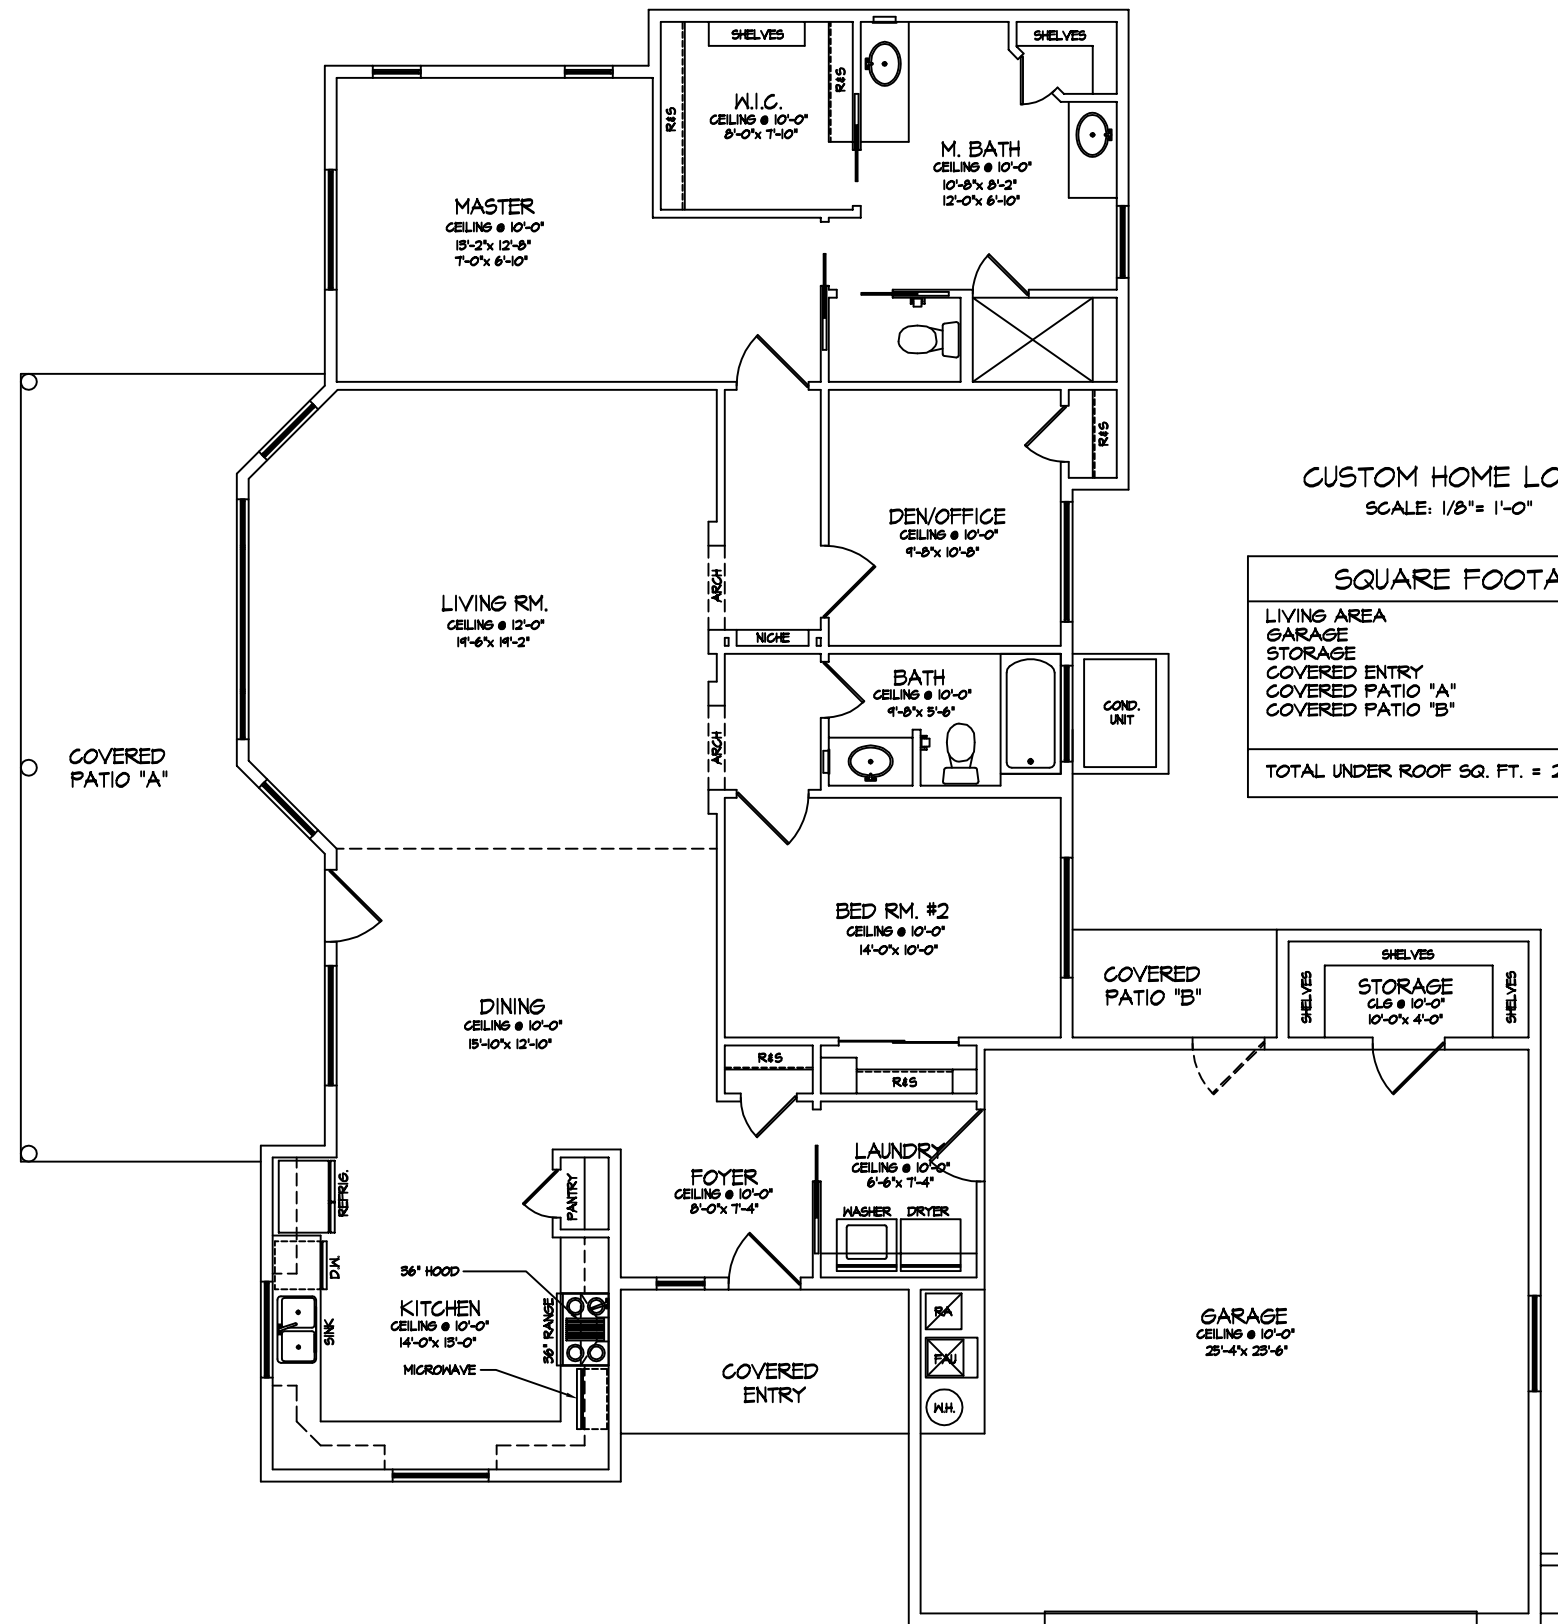 SHELVES
SHELVES
R&S
R&S
W.I.C.
CEILING @ 10'-0"
8'-0"x 7'-10"
M. BATH
CEILING @ 10'-0"
10'-8"x 8'-2"
12'-0"x 6'-10"
MASTER
CEILING @ 10'-0"
13'-2"x 12'-8"
7'-0"x 6'-10"
R&S
CUSTOM HOME LO
SCALE: 1/8"= 1'-0"
DEN/OFFICE
CEILING @ 10'-0"
9'-8"x 10'-8"
ARCH
LIVING RM.
CEILING @ 12'-0"
19'-6"x 19'-2"
NICHE
SQUARE FOOTA
LIVING AREA
GARAGE
STORAGE
COVERED ENTRY
COVERED PATIO "A"
COVERED PATIO "B"
TOTAL UNDER ROOF SQ. FT. = 2
BATH
CEILING @ 10'-0"
9'-8"x 5'-6"
COND.
UNIT
ARCH
COVERED
PATIO "A"
BED RM. #2
CEILING @ 10'-0"
14'-0"x 10'-0"
COVERED
PATIO "B"
SHELVES
SHELVES
SHELVES
STORAGE
CLG @ 10'-0"
10'-0"x 4'-0"
DINING
CEILING @ 10'-0"
15'-10"x 12'-10"
R&S
R&S
LAUNDRY
CEILING @ 10'-0"
6'-6"x 7'-4"
WASHER
DRYER
FOYER
CEILING @ 10'-0"
8'-0"x 7'-4"
PANTRY
REFRIG.
D.W.
SINK
36" HOOD
KITCHEN
CEILING @ 10'-0"
14'-0"x 13'-0"
36" RANGE
MICROWAVE
COVERED
ENTRY
RA
FAU
W.H.
GARAGE
CEILING @ 10'-0"
25'-4"x 23'-6"